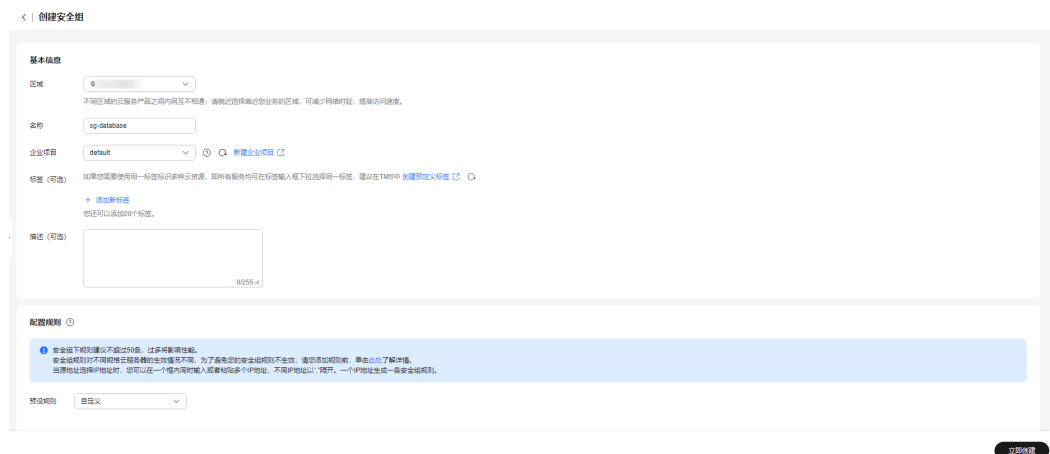 创建安全组
基本信息
区域
不同区域的云服务产品之间内网互不相通；请就近选择靠近您业务的区域，可减少网络时延，提高访问速度。
名称 sg-database
企业项目 default 新建企业项目
标签（可选） 如果您需要使用同一标签标识多种云资源，即所有服务均可在标签输入框下拉选择同一标签，建议在TMS中 创建预定义标签
+ 添加新标签
您还可以添加20个标签。
描述（可选）
0/255
配置规则
安全组下规则建议不超过50条，过多将影响性能。
安全组规则对不同规格云服务器的生效情况不同，为了避免您的安全组规则不生效，请您添加规则前，单击此处了解详情。
当源地址选择IP地址时，您可以在一个框内同时输入或者粘贴多个IP地址，不同IP地址以“,”隔开。一个IP地址生成一条安全组规则。
预设规则 自定义
立即创建